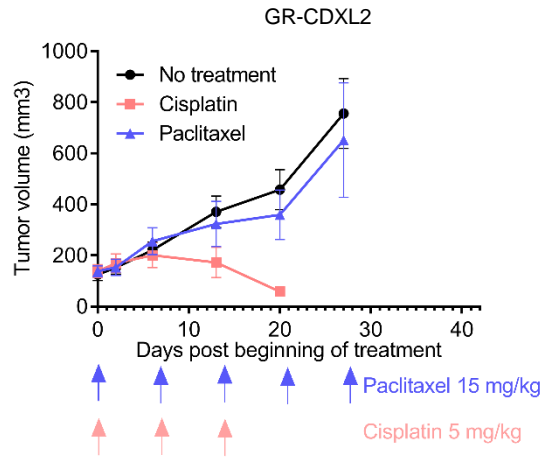 GR-CDXL2
1000
800
600
400
200
0
Tumor volume (mm3)
No treatment
Cisplatin
Paclitaxel
0 10 20 30 40
Days post beginning of treatment
Paclitaxel 15 mg/kg
Cisplatin 5 mg/kg